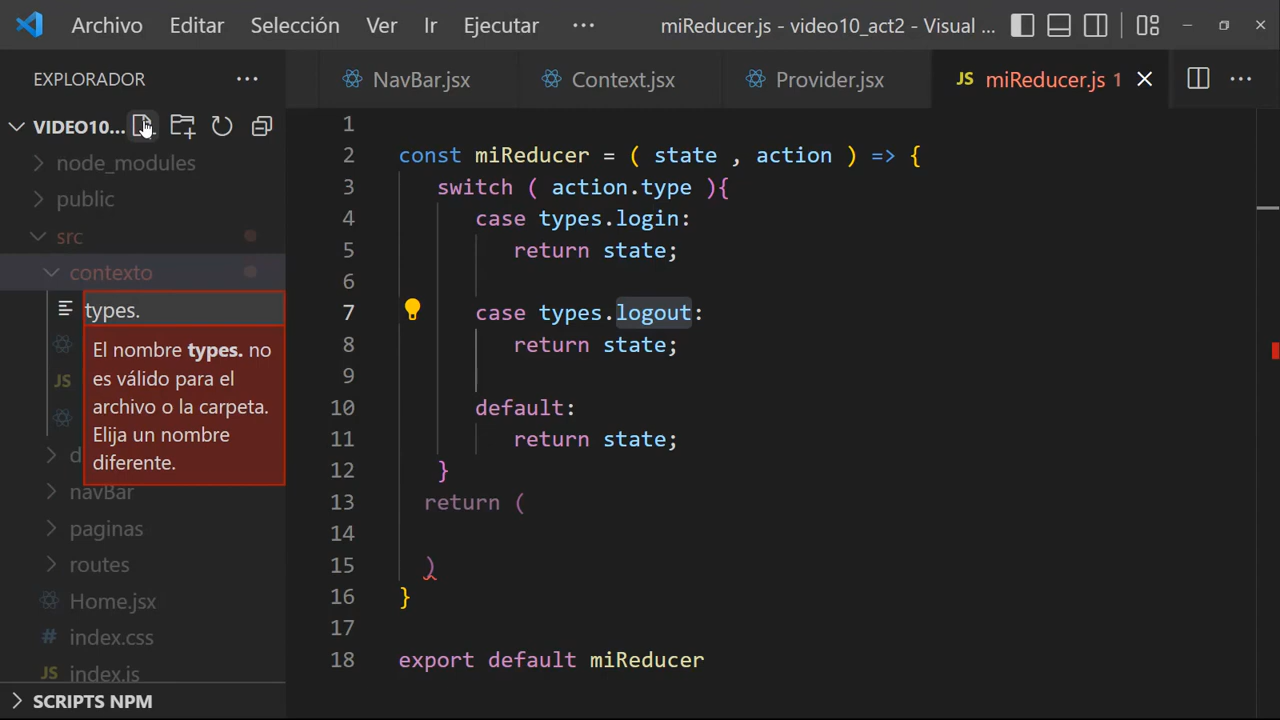 Archivo Editar Selección Ver Ir Ejecutar ··· miReducer.js - video10_act2 - Visual ...
EXPLORADOR ···
NavBar.jsx Context.jsx Provider.jsx JS miReducer.js 1 ···
VIDEO10...
node_modules
public
src
contexto
types.
El nombre types. no
es válido para el
archivo o la carpeta.
Elija un nombre
diferente.
JS
d
navBar
paginas
routes
Home.jsx
# index.css
JS index.js
SCRIPTS NPM
1
2 const miReducer = ( state , action ) => {
3 switch ( action.type ){
4 case types.login:
5 return state;
6
7 case types.logout:
8 return state;
9
10 default:
11 return state;
12 }
13 return (
14
15 )
16 }
17
18 export default miReducer